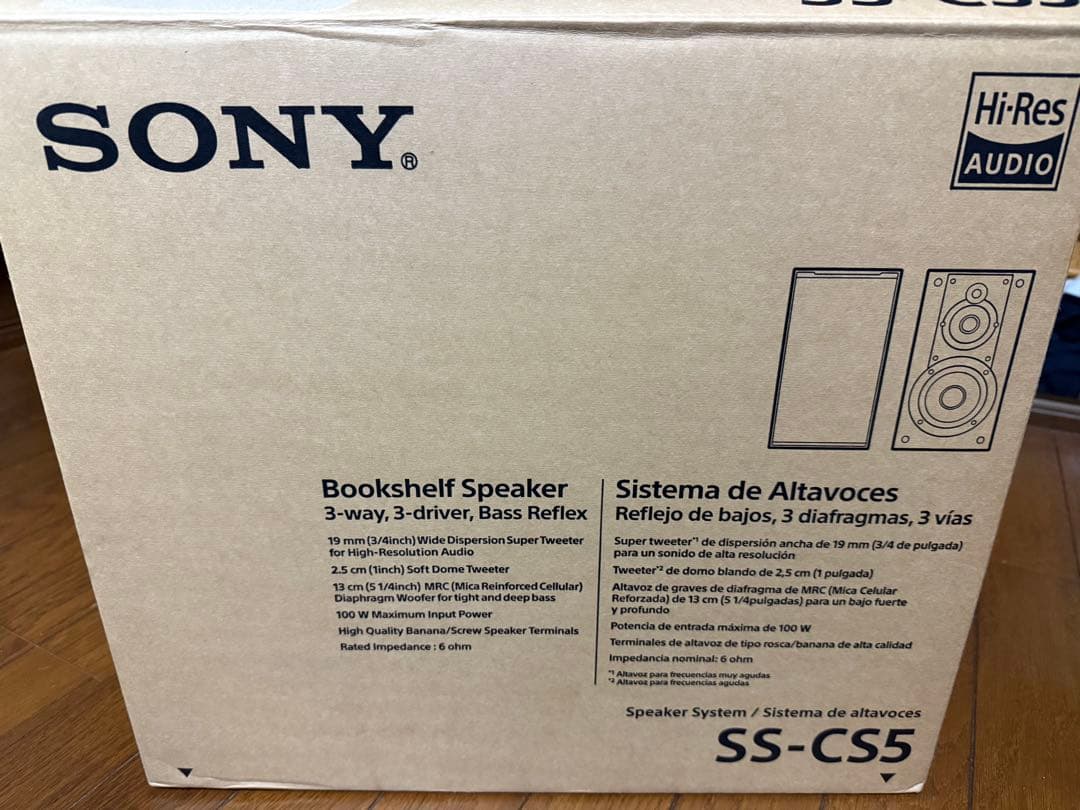 SONY®
Hi-Res
AUDIO
Bookshelf Speaker
3-way, 3-driver, Bass Reflex
19 mm (3/4inch) Wide Dispersion Super Tweeter
for High-Resolution Audio
2.5 cm (1inch) Soft Dome Tweeter
13 cm (5 1/4inch) MRC (Mica Reinforced Cellular)
Diaphragm Woofer for tight and deep bass
100 W Maximum Input Power
High Quality Banana/Screw Speaker Terminals
Rated Impedance : 6 ohm
Sistema de Altavoces
Reflejo de bajos, 3 diafragmas, 3 vías
Super tweeter*1 de dispersión ancha de 19 mm (3/4 de pulgada)
para un sonido de alta resolución
Tweeter*2 de domo blando de 2,5 cm (1 pulgada)
Altavoz de graves de diafragma de MRC (Mica Celular
Reforzada) de 13 cm (5 1/4pulgadas) para un bajo fuerte
y profundo
Potencia de entrada máxima de 100 W
Terminales de altavoz de tipo rosca/banana de alta calidad
Impedancia nominal: 6 ohm
*1 Altavoz para frecuencias muy agudas
*2 Altavoz para frecuencias agudas
Speaker System / Sistema de altavoces
SS-CS5